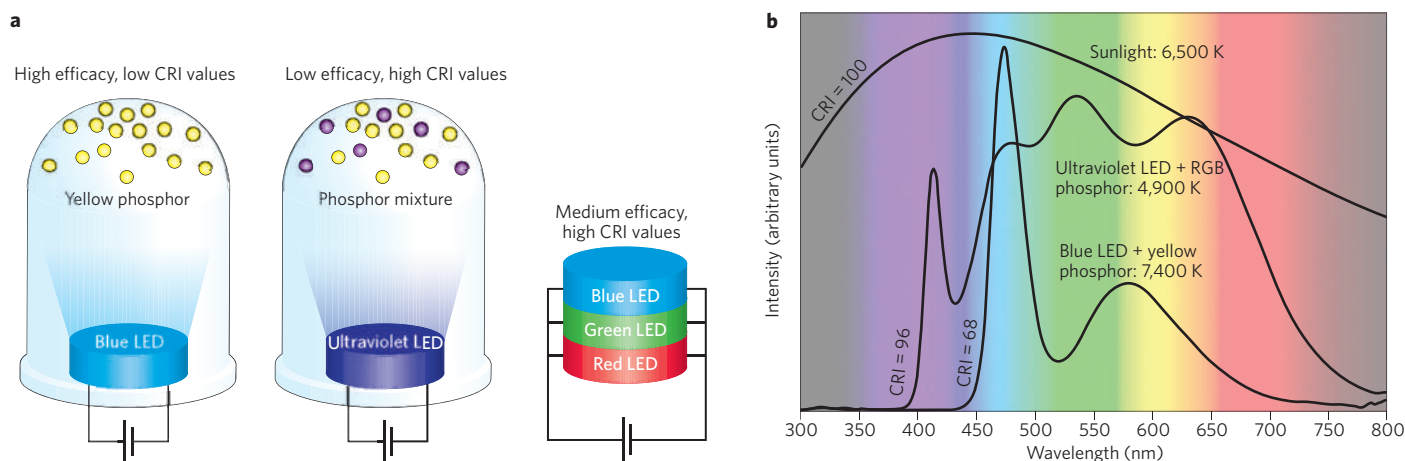 a
High efficacy, low CRI values
Yellow phosphor
Blue LED
Low efficacy, high CRI values
Phosphor mixture
Ultraviolet LED
Medium efficacy,
high CRI values
Blue LED
Green LED
Red LED
b
Intensity (arbitrary units)
CRI = 100
Sunlight: 6,500 K
Ultraviolet LED + RGB
phosphor: 4,900 K
Blue LED + yellow
phosphor: 7,400 K
CRI = 96
CRI = 68
300 350 400 450 500 550 600 650 700 750 800
Wavelength (nm)